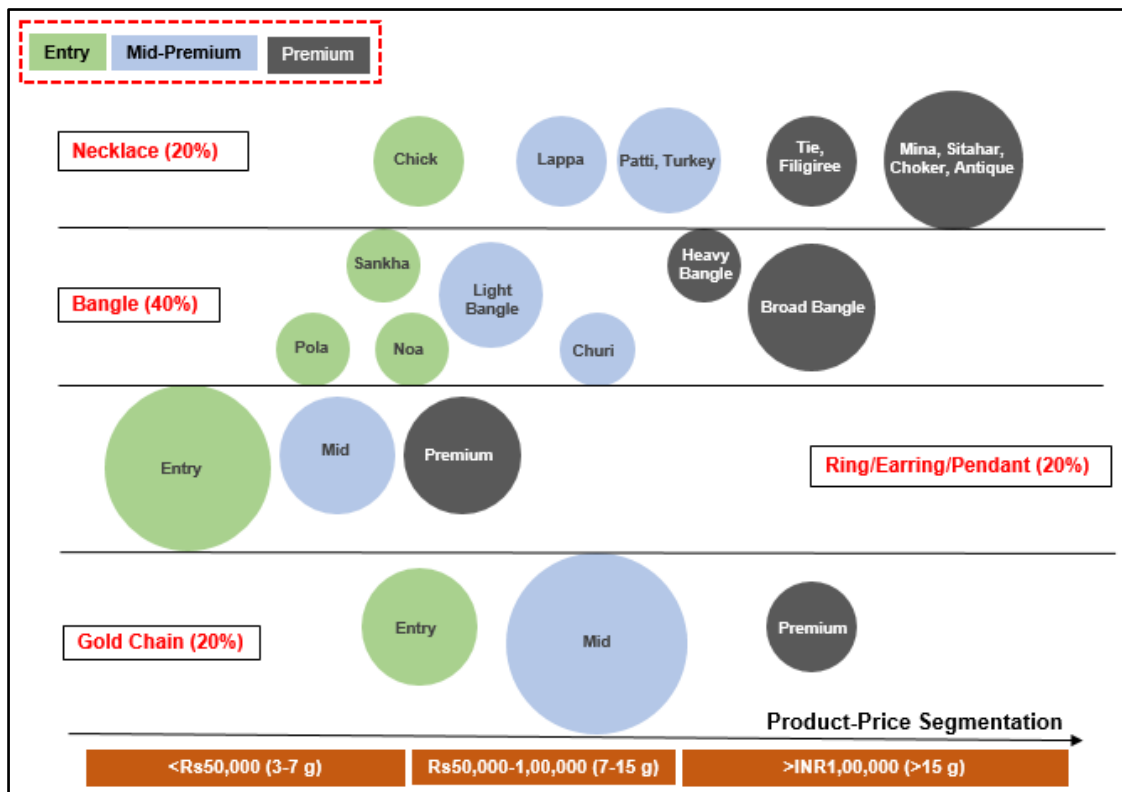 Entry
Mid-Premium
Premium
Necklace (20%)
Chick
Lappa
Patti, Turkey
Tie,
Filigiree
Mina, Sitahar,
Choker, Antique
Bangle (40%)
Sankha
Pola
Noa
Light
Bangle
Churi
Heavy
Bangle
Broad Bangle
Entry
Mid
Premium
Ring/Earring/Pendant (20%)
Gold Chain (20%)
Entry
Mid
Premium
Product-Price Segmentation
<Rs50,000 (3-7 g)
Rs50,000-1,00,000 (7-15 g)
>INR1,00,000 (>15 g)